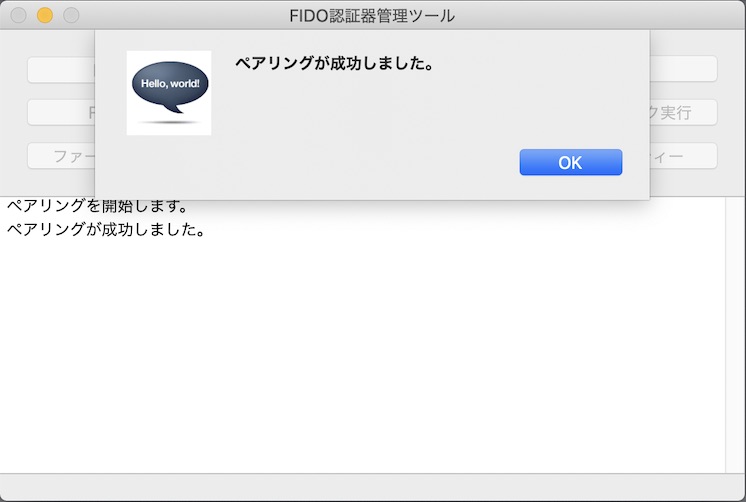 FIDO認証器管理ツール
Hello, world!
ペアリングが成功しました。
ク実行
ファー
ィー
OK
ペアリングを開始します。
ペアリングが成功しました。